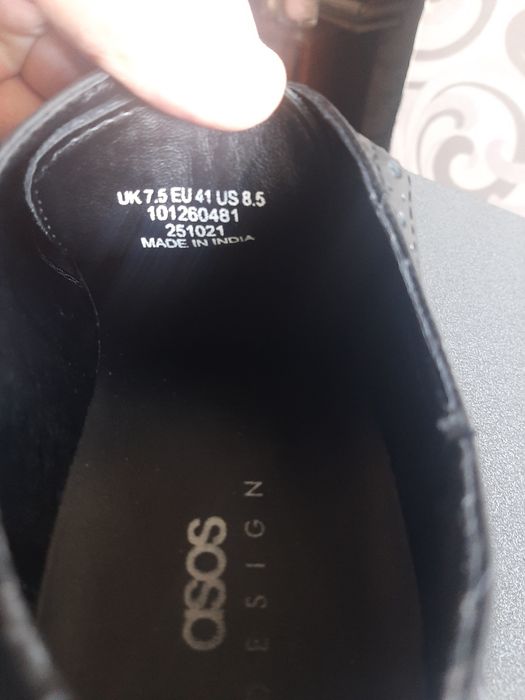 UK 7.5 EU 41 US 8.5
101260481
251021
MADE IN INDIA
asos
DESIGN